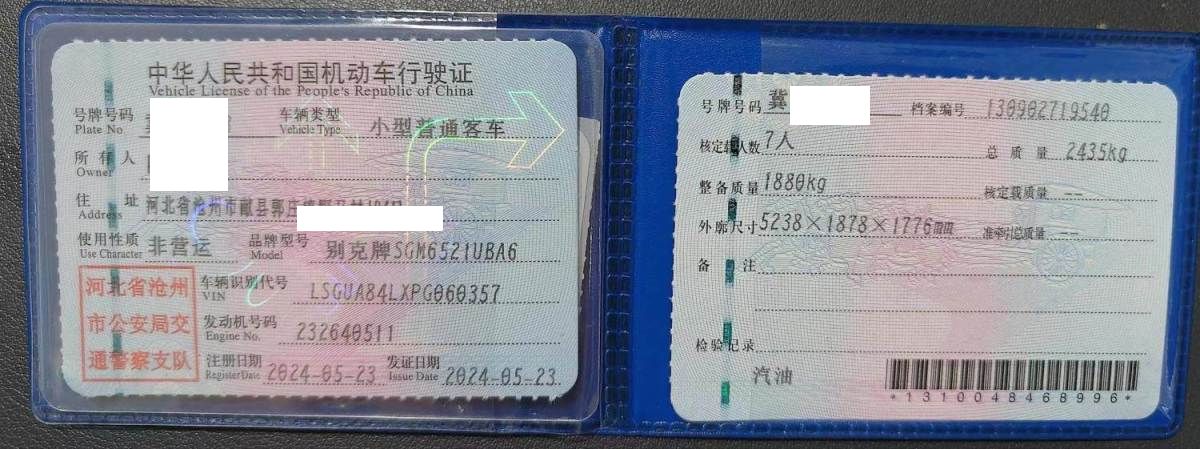 中华人民共和国机动车行驶证
Vehicle License of the People's Republic of China
号牌号码 Plate No 车辆类型 Vehicle Type 小型普通客车
所有人 Owner
住址 Address 河北省沧州市献县郭庄镇
使用性质 Use Character 非营运 品牌型号 Model 别克牌SGM6521UBA6
河北省沧州市公安局交通警察支队
车辆识别代号 VIN LSGUA84LXPG060357
发动机号码 Engine No. 232640511
注册日期 Register Date 2024-05-23 发证日期 Issue Date 2024-05-23
号牌号码 冀 档案编号 130902719540
核定载人数 7人 总质量 2435kg
整备质量 1880kg 核定载质量 --
外廓尺寸 5238×1878×1776mm 准牵引总质量 --
备注
检验记录
汽油
*1310048468996*